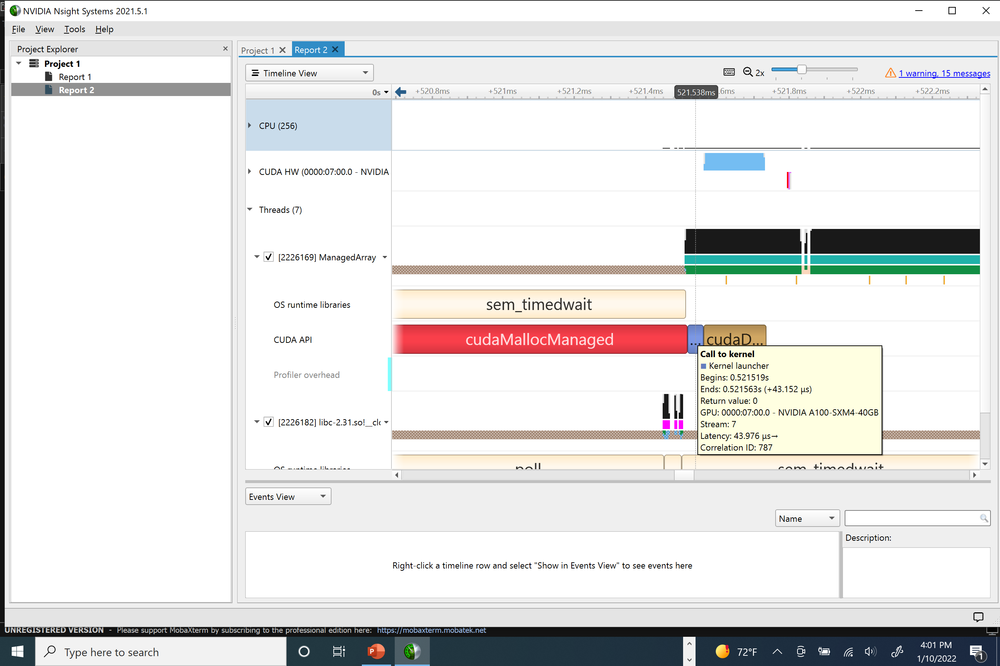 NVIDIA Nsight Systems 2021.5.1
File View Tools Help
Project Explorer
Project 1
Report 1
Report 2
Project 1 Report 2
Timeline View
2x
1 warning, 15 messages
0s
+520.8ms +521ms +521.2ms +521.4ms 521.538ms .6ms +521.8ms +522ms +522.2ms
CPU (256)
CUDA HW (0000:07:00.0 - NVIDIA
Threads (7)
[2226169] ManagedArray
OS runtime libraries
sem_timedwait
CUDA API
cudaMallocManaged
...
cudaD...
Profiler overhead
Call to kernel
Kernel launcher
Begins: 0.521519s
Ends: 0.521563s (+43.152 μs)
Return value: 0
GPU: 0000:07:00.0 - NVIDIA A100-SXM4-40GB
Stream: 7
Latency: 43.976 μs→
Correlation ID: 787
[2226182] libc-2.31.so!__clo
OS runtime libraries
poll
sem_timedwait
Events View
Name
Description:
Right-click a timeline row and select "Show in Events View" to see events here
UNREGISTERED VERSION - Please support MobaXterm by subscribing to the professional edition here: https://mobaxterm.mobatek.net
Type here to search
P
72°F
4:01 PM
1/10/2022
1